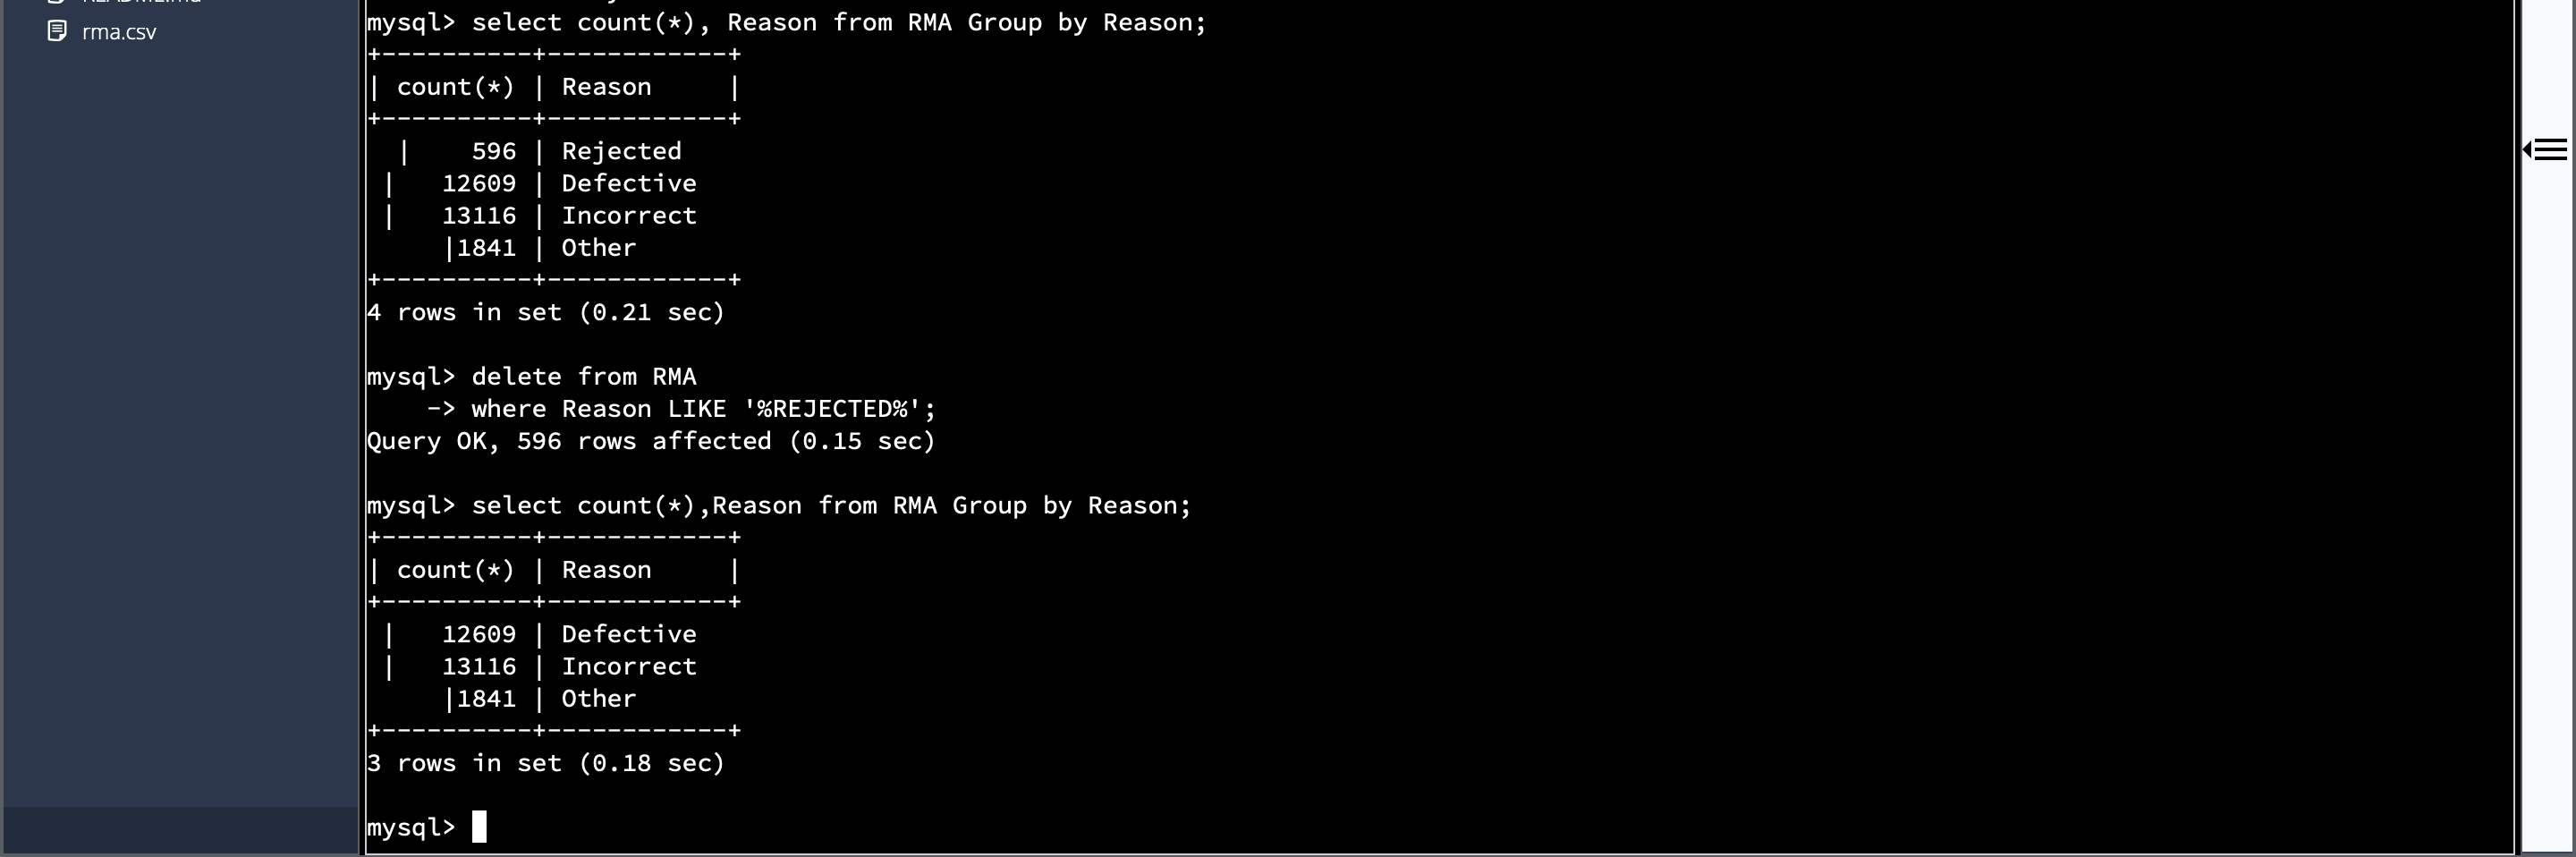 mysql> select count(*), Reason from RMA Group by Reason;
rma.csv
+----------+------------+
| count(*) | Reason     |
+----------+------------+
  |    596 | Rejected
 |   12609 | Defective
 |   13116 | Incorrect
     |1841 | Other
+----------+------------+
4 rows in set (0.21 sec)
mysql> delete from RMA
    -> where Reason LIKE '%REJECTED%';
Query OK, 596 rows affected (0.15 sec)
mysql> select count(*),Reason from RMA Group by Reason;
+----------+------------+
| count(*) | Reason     |
+----------+------------+
 |   12609 | Defective
 |   13116 | Incorrect
     |1841 | Other
+----------+------------+
3 rows in set (0.18 sec)
mysql>